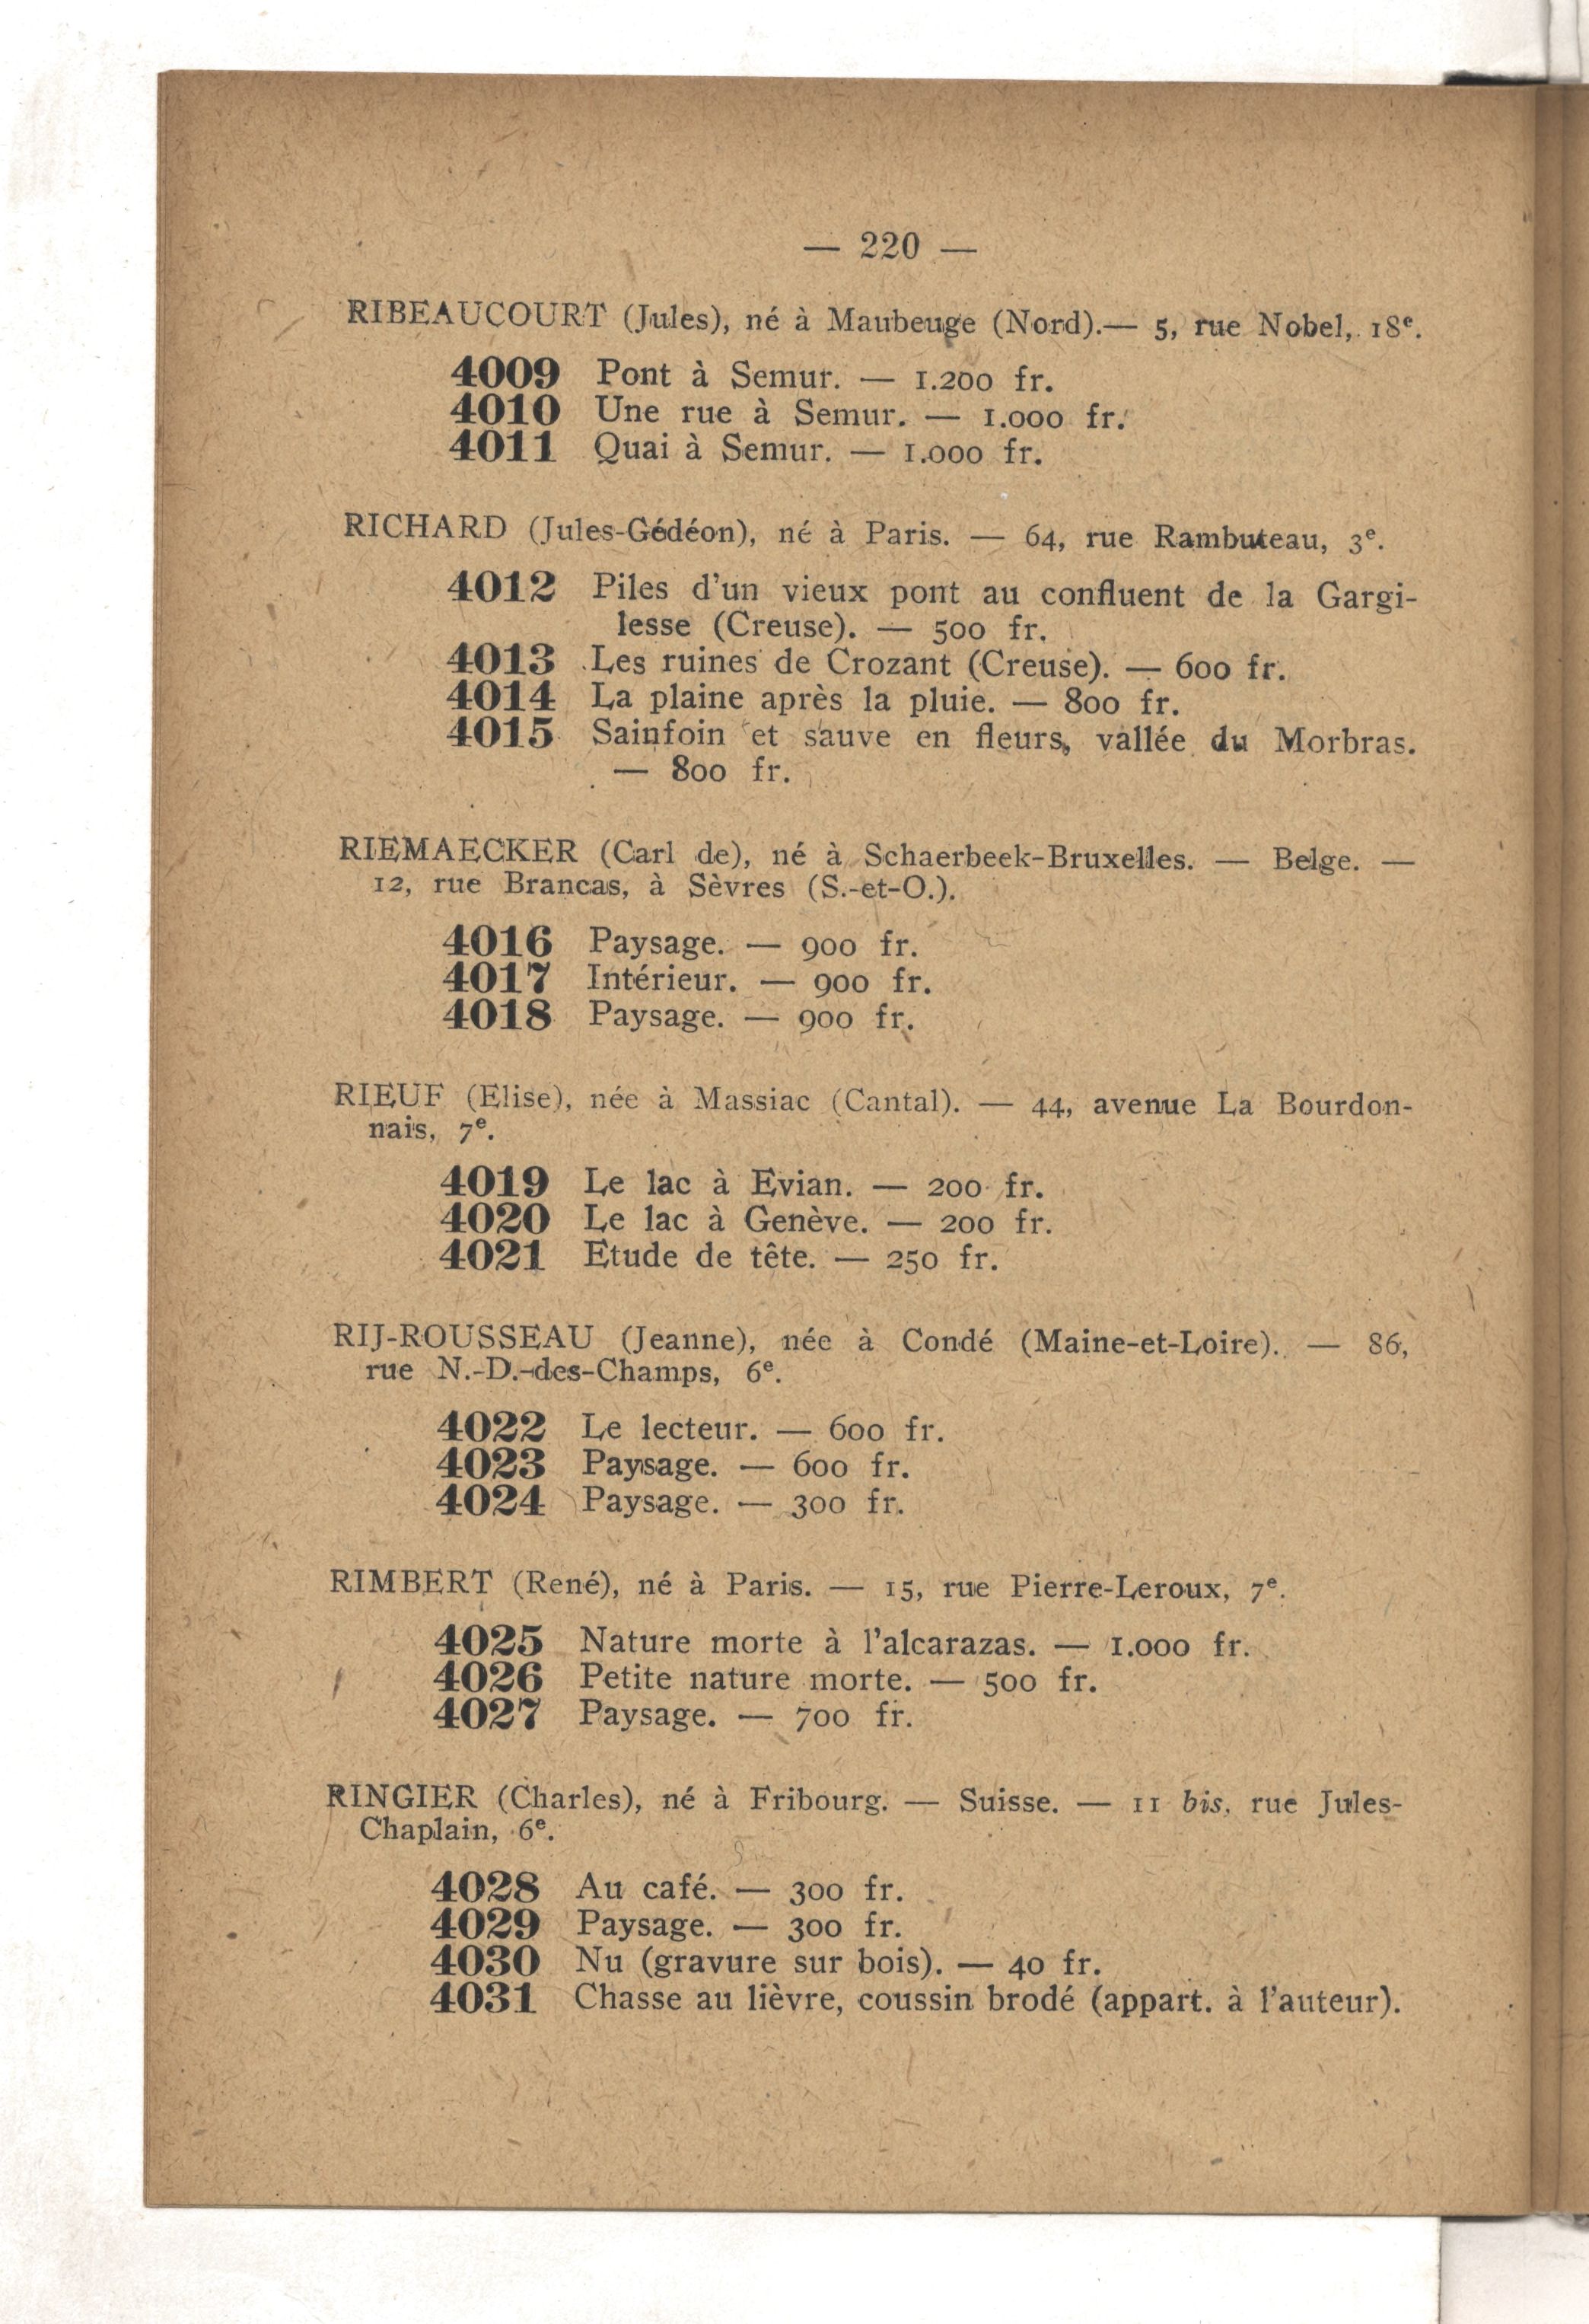 — 220 —
RIBEAUCOURT (Jules), né à Maubeuge (Nord).— 5, rue Nobel, 18e.
4009 Pont à Semur. — 1.200 fr.
4010 Une rue à Semur. — 1.000 fr.
4011 Quai à Semur. — 1.000 fr.
RICHARD (Jules-Gédéon), né à Paris. — 64, rue Rambuteau, 3e.
4012 Piles d'un vieux pont au confluent de la Gargi-
lesse (Creuse). — 500 fr.
4013 Les ruines de Crozant (Creuse). — 600 fr.
4014 La plaine après la pluie. — 800 fr.
4015 Sainfoin et sauve en fleurs, vallée du Morbras.
— 800 fr.
RIEMAECKER (Carl de), né à Schaerbeek-Bruxelles. — Belge. —
12, rue Brancas, à Sèvres (S.-et-O.).
4016 Paysage. — 900 fr.
4017 Intérieur. — 900 fr.
4018 Paysage. — 900 fr.
RIEUF (Elise), née à Massiac (Cantal). — 44, avenue La Bourdon-
nais, 7e.
4019 Le lac à Evian. — 200 fr.
4020 Le lac à Genève. — 200 fr.
4021 Etude de tête. — 250 fr.
RIJ-ROUSSEAU (Jeanne), née à Condé (Maine-et-Loire). — 86,
rue N.-D.-des-Champs, 6e.
4022 Le lecteur. — 600 fr.
4023 Paysage. — 600 fr.
4024 Paysage. — 300 fr.
RIMBERT (René), né à Paris. — 15, rue Pierre-Leroux, 7e.
4025 Nature morte à l'alcarazas. — 1.000 fr.
4026 Petite nature morte. — 500 fr.
4027 Paysage. — 700 fr.
RINGIER (Charles), né à Fribourg. — Suisse. — 11 bis, rue Jules-
Chaplain, 6e.
4028 Au café. — 300 fr.
4029 Paysage. — 300 fr.
4030 Nu (gravure sur bois). — 40 fr.
4031 Chasse au lièvre, coussin brodé (appart. à l'auteur).